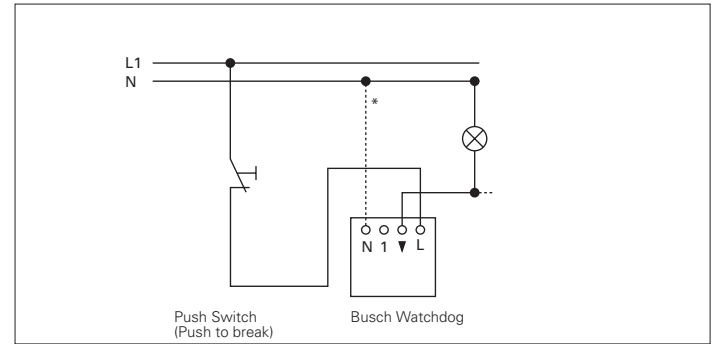 L1
N
*
N 1 ▼ L
Push Switch
(Push to break)
Busch Watchdog